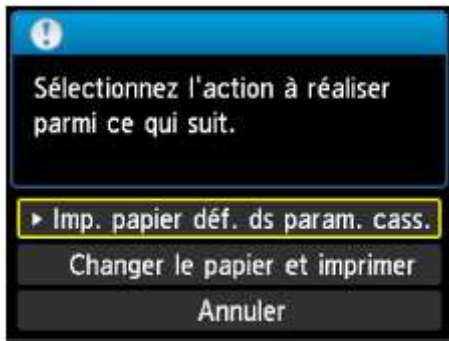 Sélectionnez l'action à réaliser
parmi ce qui suit.
Imp. papier déf. ds param. cass.
Changer le papier et imprimer
Annuler